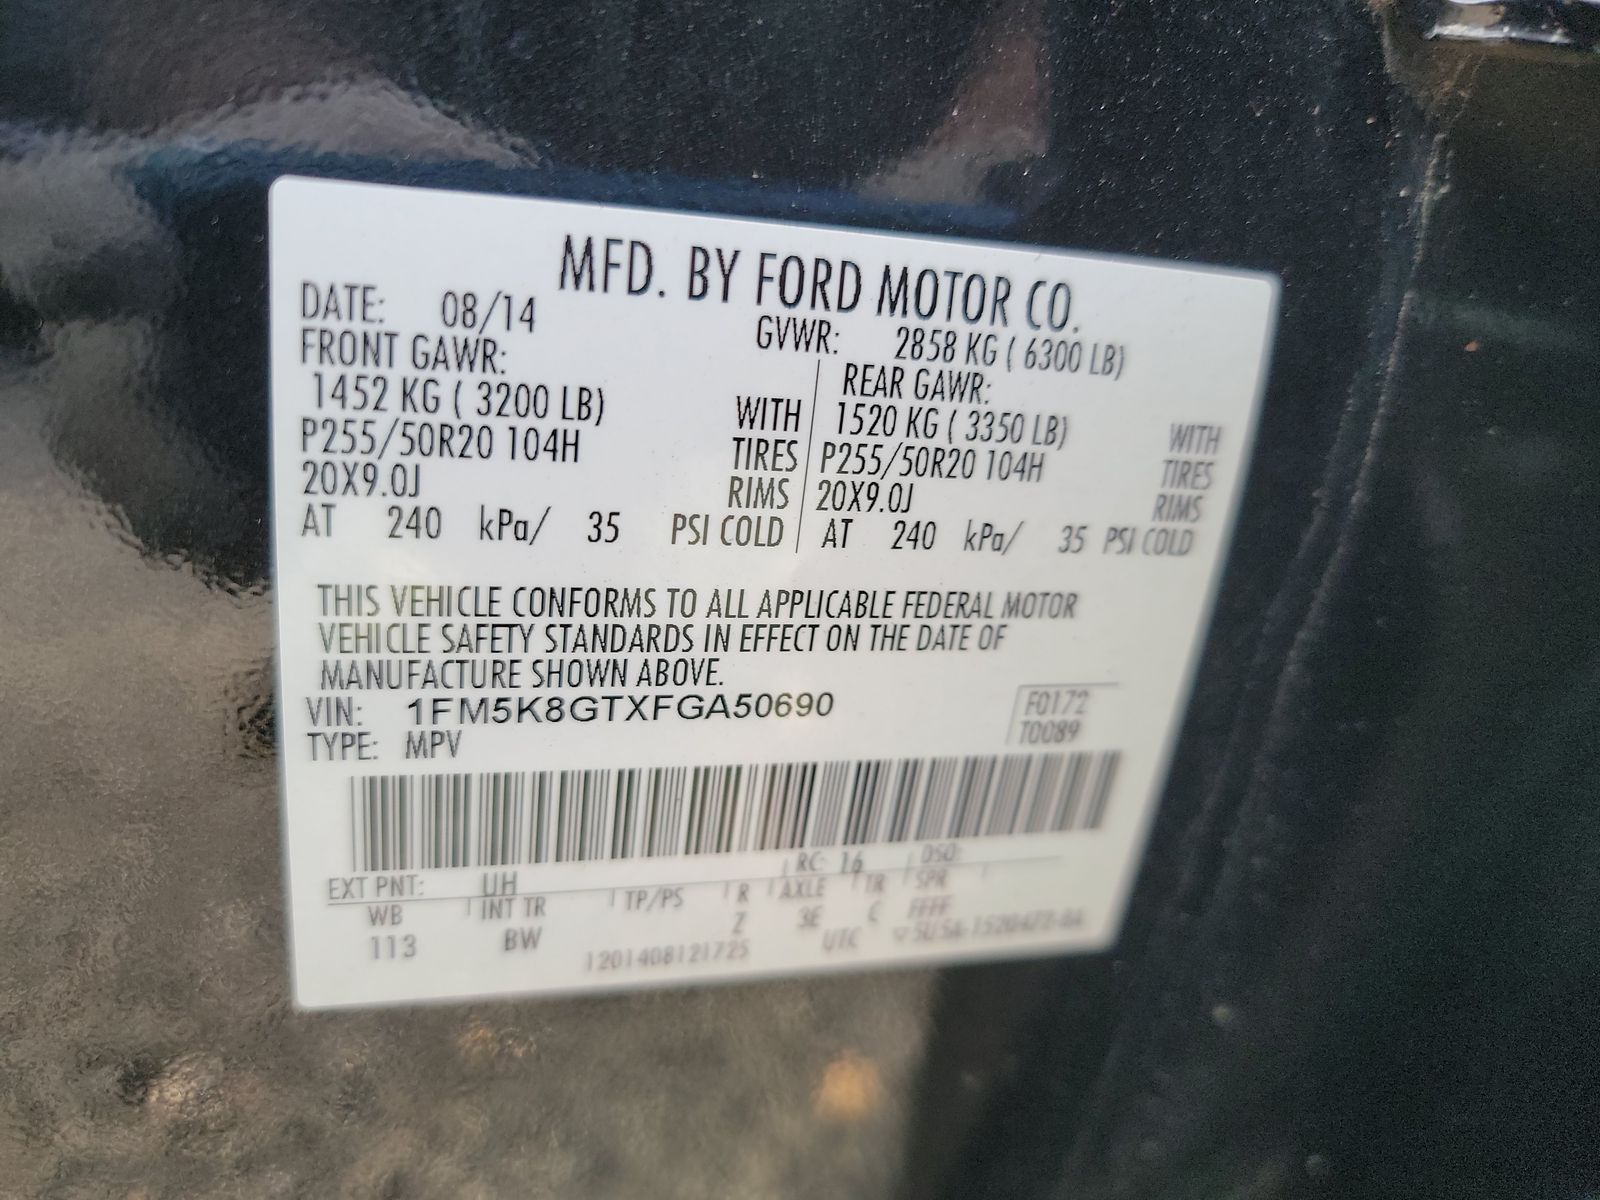 MFD. BY FORD MOTOR CO.
DATE: 08/14 GVWR: 2858 KG ( 6300 LB)
FRONT GAWR: REAR GAWR:
1452 KG ( 3200 LB) WITH 1520 KG ( 3350 LB) WITH
P255/50R20 104H TIRES P255/50R20 104H TIRES
20X9.0J RIMS 20X9.0J RIMS
AT 240 kPa/ 35 PSI COLD AT 240 kPa/ 35 PSI COLD
THIS VEHICLE CONFORMS TO ALL APPLICABLE FEDERAL MOTOR
VEHICLE SAFETY STANDARDS IN EFFECT ON THE DATE OF
MANUFACTURE SHOWN ABOVE.
VIN: 1FM5K8GTXFGA50690 F0172
TYPE: MPV T0089
EXT PNT: UH RC: 16 DSO:
WB INT TR TP/PS R AXLE TR SPR
113 BW Z 3E C FFFF
1201408121725 UTC